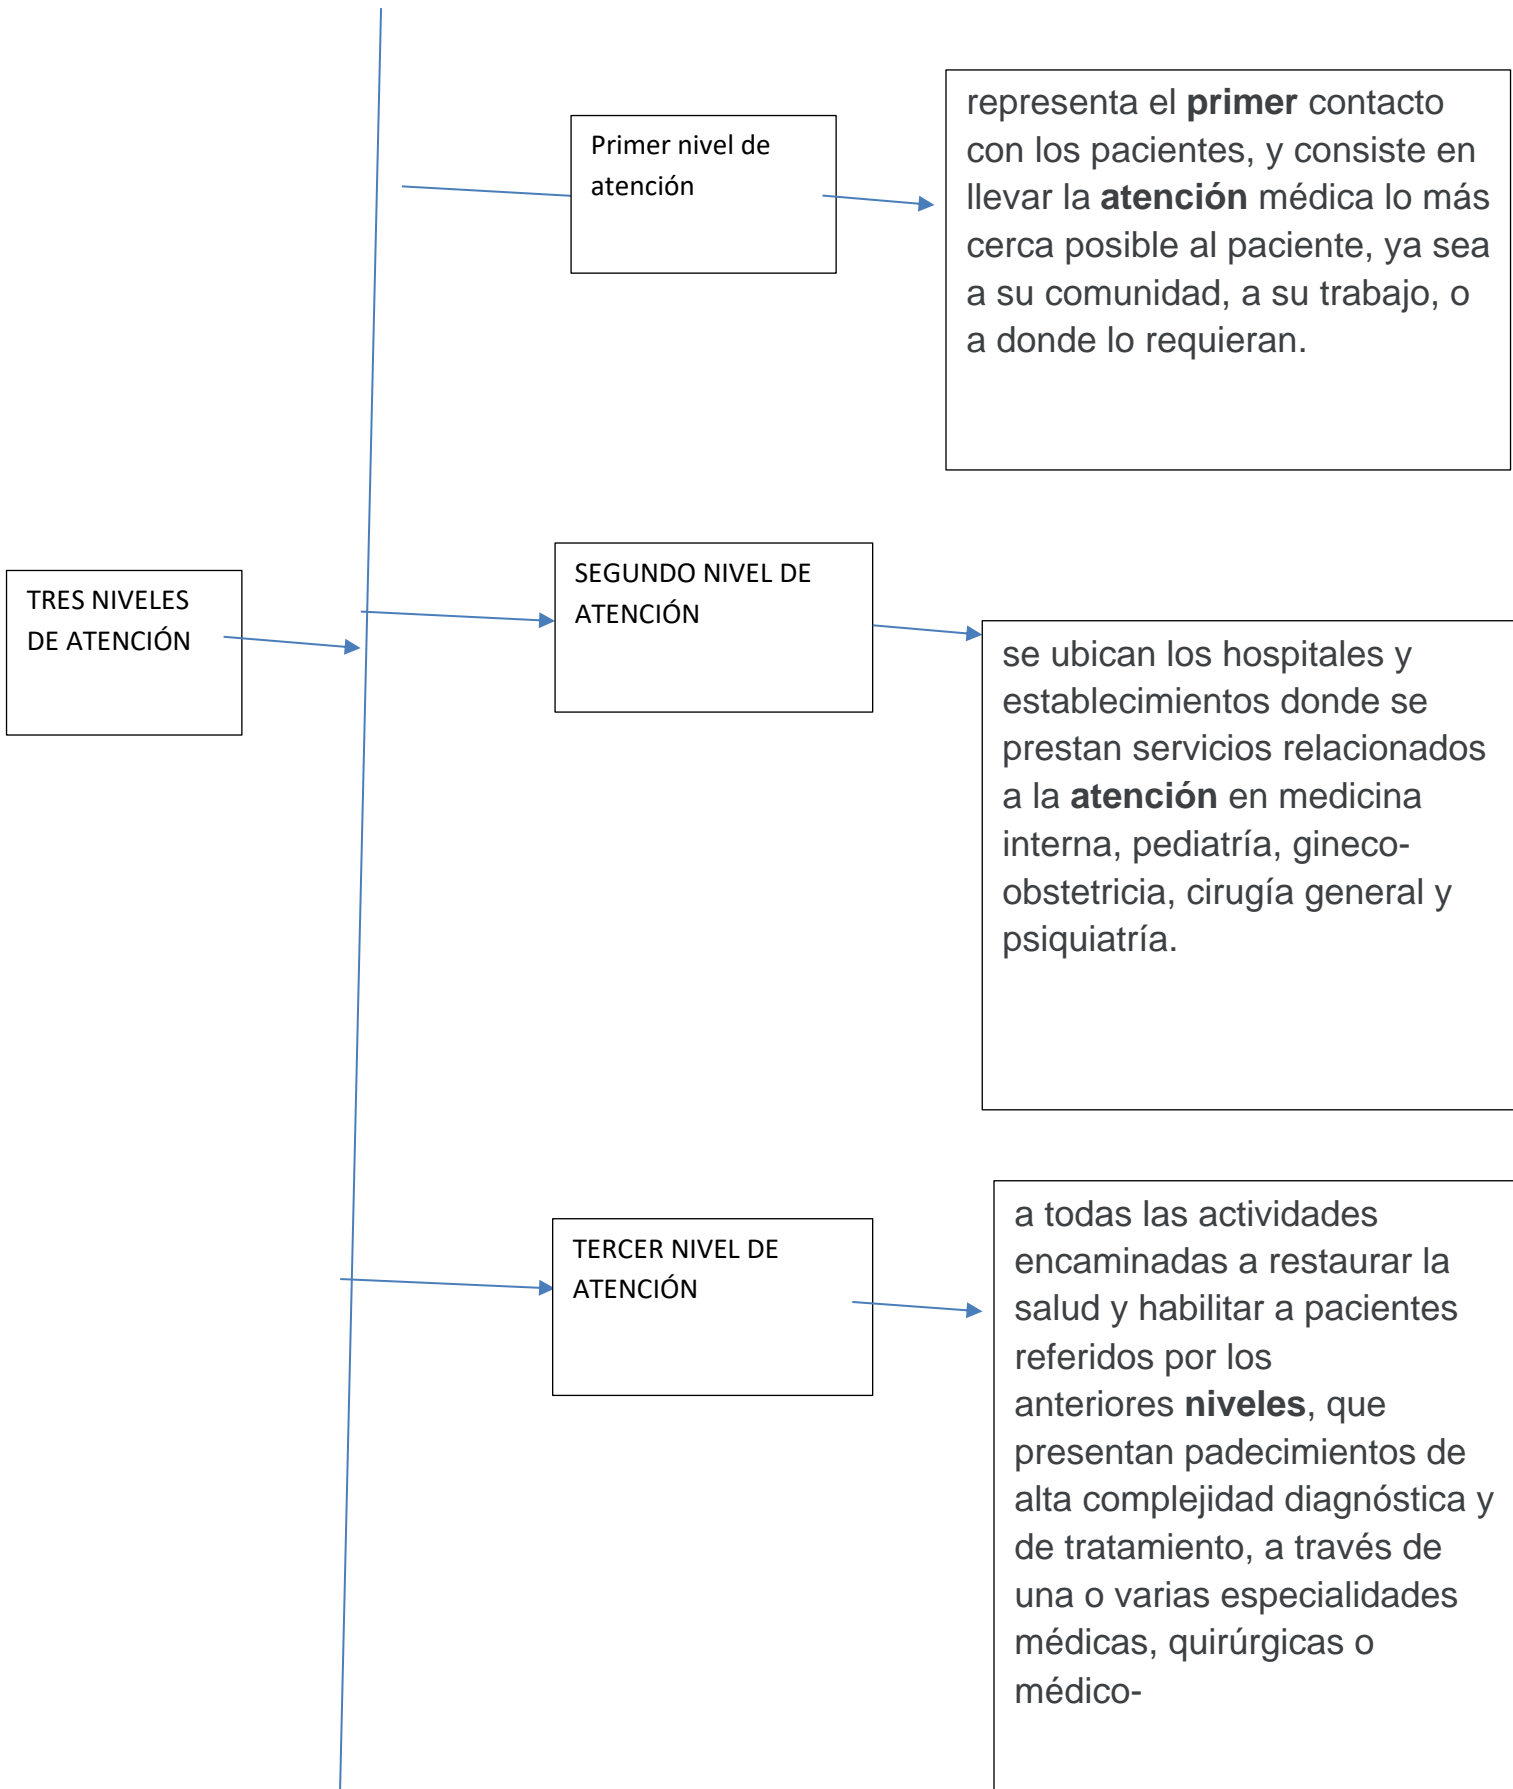 TRES NIVELES
DE ATENCIÓN
Primer nivel de
atención
representa el primer contacto
con los pacientes, y consiste en
llevar la atención médica lo más
cerca posible al paciente, ya sea
a su comunidad, a su trabajo, o
a donde lo requieran.
SEGUNDO NIVEL DE
ATENCIÓN
se ubican los hospitales y
establecimientos donde se
prestan servicios relacionados
a la atención en medicina
interna, pediatría, gineco-
obstetricia, cirugía general y
psiquiatría.
TERCER NIVEL DE
ATENCIÓN
a todas las actividades
encaminadas a restaurar la
salud y habilitar a pacientes
referidos por los
anteriores niveles, que
presentan padecimientos de
alta complejidad diagnóstica y
de tratamiento, a través de
una o varias especialidades
médicas, quirúrgicas o
médico-